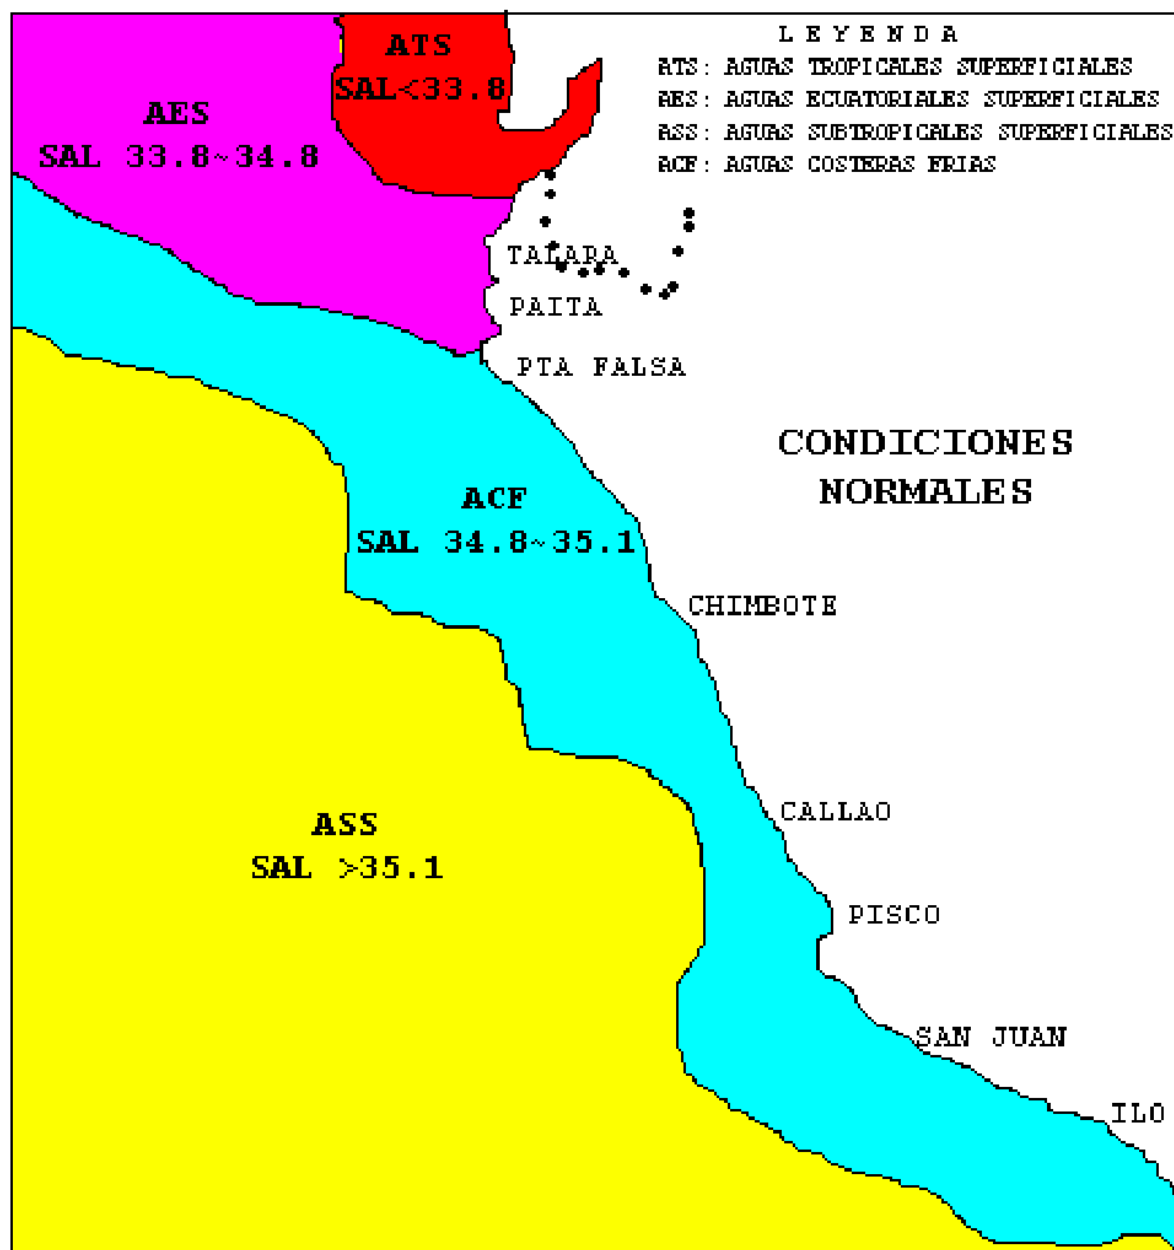 L E Y E N D A
ATS: AGUAS TROPICALES SUPERFICIALES
AES: AGUAS ECUATORIALES SUPERFICIALES
ASS: AGUAS SUBTROPICALES SUPERFICIALES
ACF: AGUAS COSTERAS FRIAS
ATS
SAL<33.8
AES
SAL 33.8~34.8
TALARA
PAITA
PTA FALSA
CONDICIONES
NORMALES
ACF
SAL 34.8~35.1
CHIMBOTE
CALLAO
ASS
SAL >35.1
PISCO
SAN JUAN
ILO